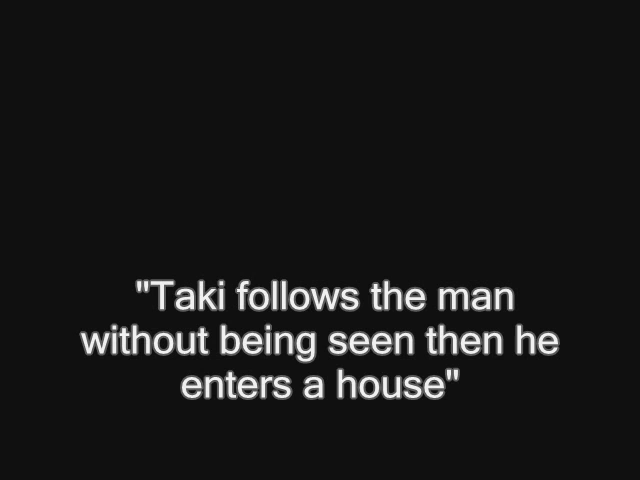 "Taki follows the man
without being seen then he
enters a house"